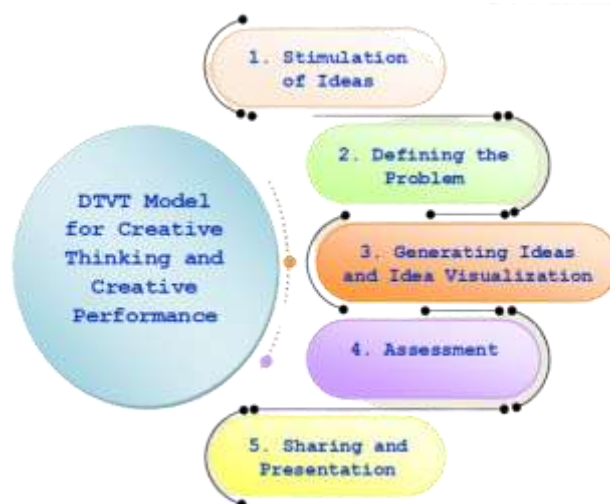 DTVT Model
for Creative
Thinking and
Creative
Performance
1. Stimulation
of Ideas
2. Defining the
Problem
3. Generating Ideas
and Idea Visualization
4. Assessment
5. Sharing and
Presentation